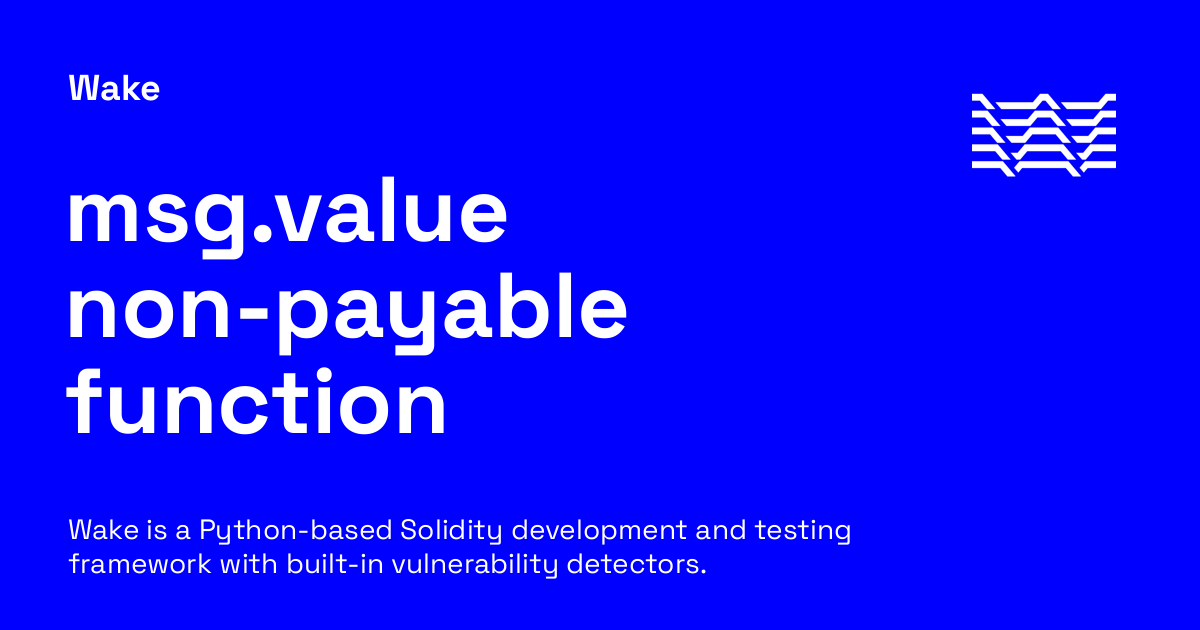 Wake
msg.value
non-payable
function
Wake is a Python-based Solidity development and testing
framework with built-in vulnerability detectors.